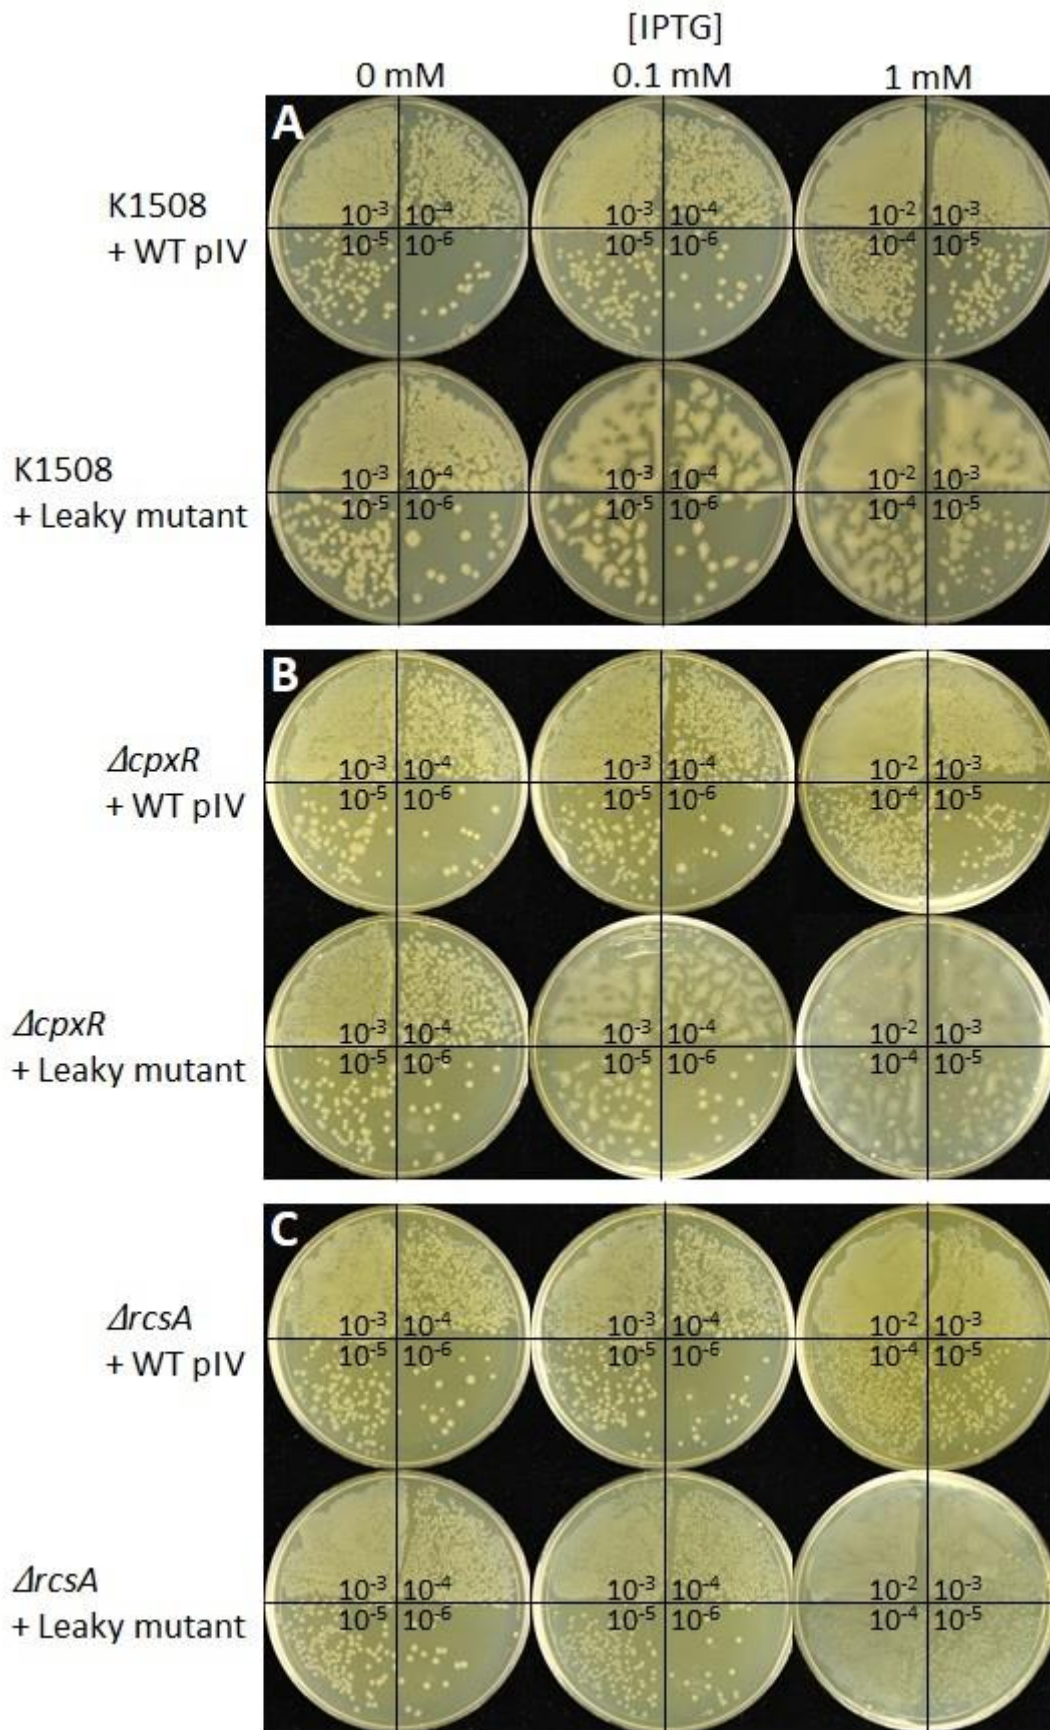 [IPTG]
0 mM 0.1 mM 1 mM
A
K1508
+ WT pIV
10⁻³ 10⁻⁴ 10⁻³ 10⁻⁴ 10⁻² 10⁻³
10⁻⁵ 10⁻⁶ 10⁻⁵ 10⁻⁶ 10⁻⁴ 10⁻⁵
K1508
+ Leaky mutant
10⁻³ 10⁻⁴ 10⁻³ 10⁻⁴ 10⁻² 10⁻³
10⁻⁵ 10⁻⁶ 10⁻⁵ 10⁻⁶ 10⁻⁴ 10⁻⁵
B
ΔcpxR
+ WT pIV
10⁻³ 10⁻⁴ 10⁻³ 10⁻⁴ 10⁻² 10⁻³
10⁻⁵ 10⁻⁶ 10⁻⁵ 10⁻⁶ 10⁻⁴ 10⁻⁵
ΔcpxR
+ Leaky mutant
10⁻³ 10⁻⁴ 10⁻³ 10⁻⁴ 10⁻² 10⁻³
10⁻⁵ 10⁻⁶ 10⁻⁵ 10⁻⁶ 10⁻⁴ 10⁻⁵
C
ΔrcsA
+ WT pIV
10⁻³ 10⁻⁴ 10⁻³ 10⁻⁴ 10⁻² 10⁻³
10⁻⁵ 10⁻⁶ 10⁻⁵ 10⁻⁶ 10⁻⁴ 10⁻⁵
ΔrcsA
+ Leaky mutant
10⁻³ 10⁻⁴ 10⁻³ 10⁻⁴ 10⁻² 10⁻³
10⁻⁵ 10⁻⁶ 10⁻⁵ 10⁻⁶ 10⁻⁴ 10⁻⁵